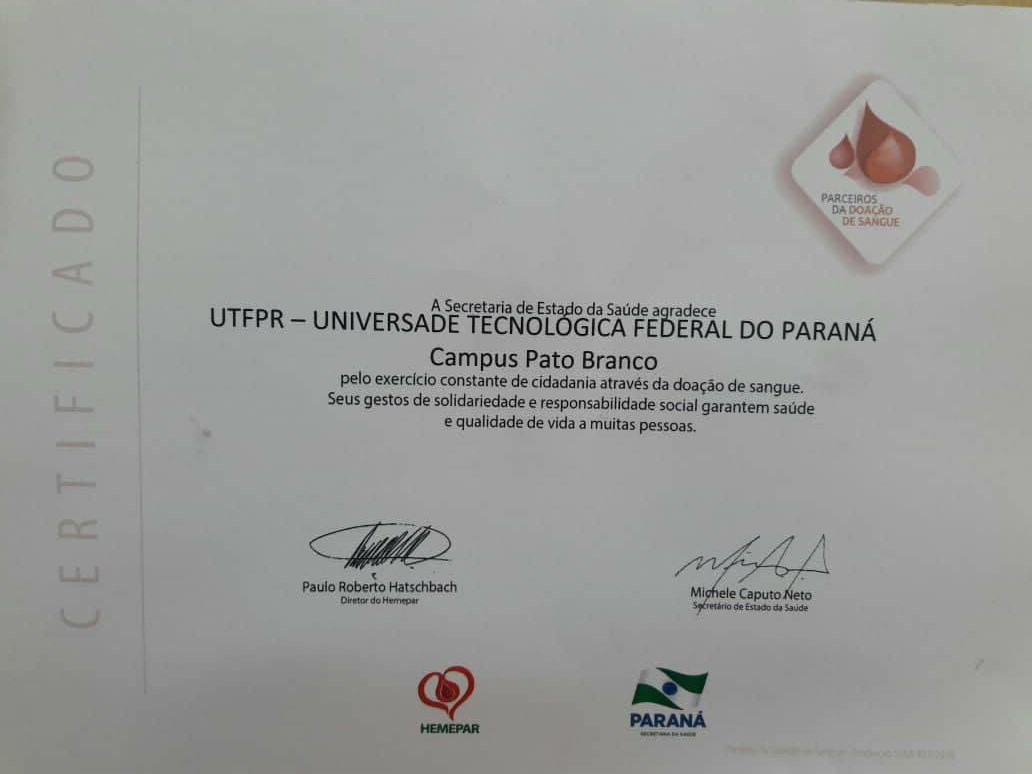 CERTIFICADO
PARCEIROS
DA DOAÇÃO
DE SANGUE
A Secretaria de Estado da Saúde agradece
UTFPR – UNIVERSADE TECNOLÓGICA FEDERAL DO PARANÁ
Campus Pato Branco
pelo exercício constante de cidadania através da doação de sangue.
Seus gestos de solidariedade e responsabilidade social garantem saúde
e qualidade de vida a muitas pessoas.
Paulo Roberto Hatschbach
Diretor do Hemepar
Michele Caputo Neto
Secretário de Estado da Saúde
HEMEPAR
PARANÁ
SECRETARIA DA SAÚDE